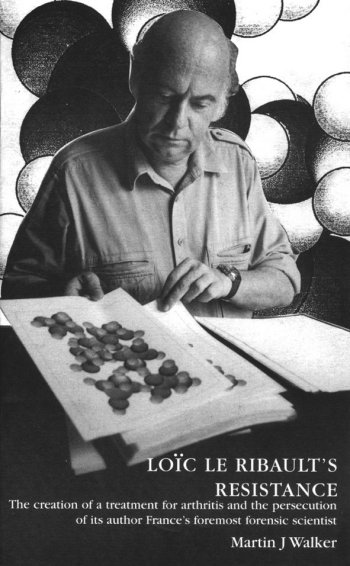 LOÏC LE RIBAULT'S
RESISTANCE
The creation of a treatment for arthritis and the persecution
of its author France's foremost forensic scientist
Martin J Walker